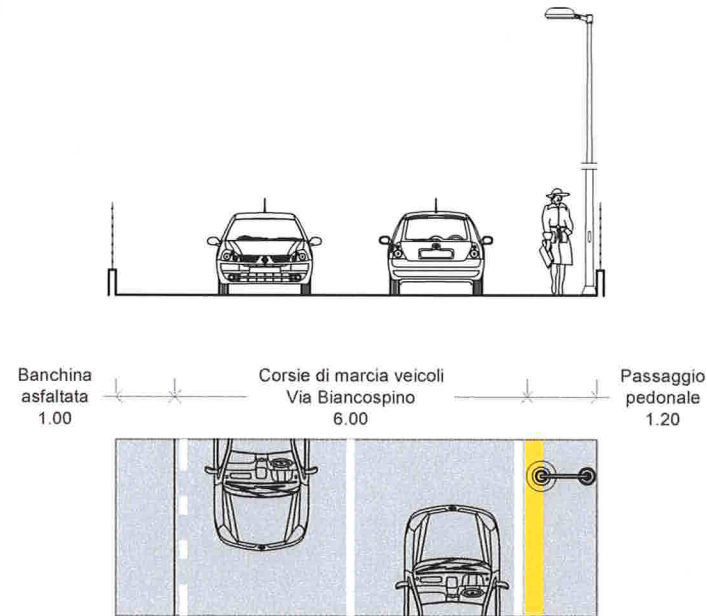 Banchina
asfaltata
1.00
Corsie di marcia veicoli
Via Biancospino
6.00
Passaggio
pedonale
1.20